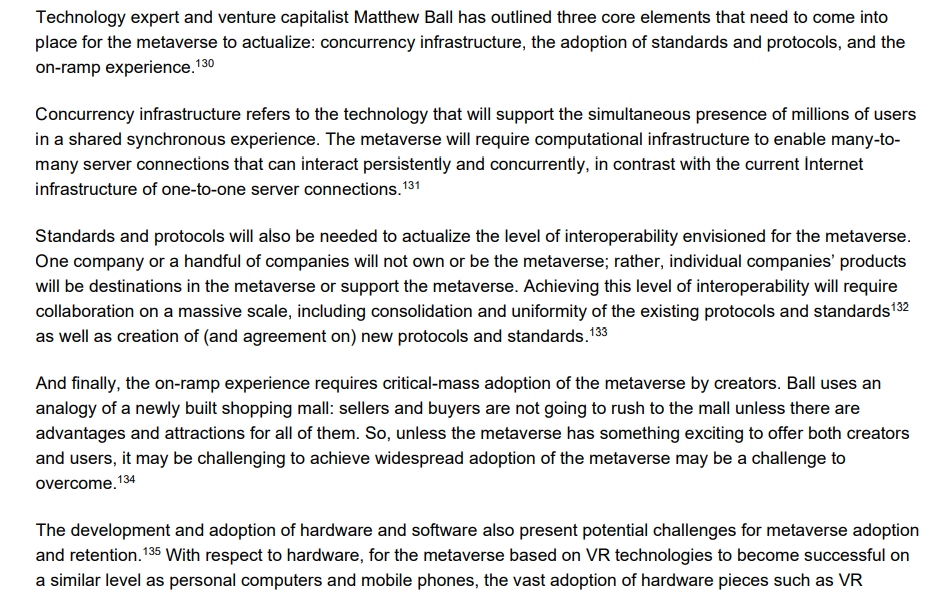 Technology expert and venture capitalist Matthew Ball has outlined three core elements that need to come into
place for the metaverse to actualize: concurrency infrastructure, the adoption of standards and protocols, and the
on-ramp experience.130
Concurrency infrastructure refers to the technology that will support the simultaneous presence of millions of users
in a shared synchronous experience. The metaverse will require computational infrastructure to enable many-to-
many server connections that can interact persistently and concurrently, in contrast with the current Internet
infrastructure of one-to-one server connections.131
Standards and protocols will also be needed to actualize the level of interoperability envisioned for the metaverse.
One company or a handful of companies will not own or be the metaverse; rather, individual companies’ products
will be destinations in the metaverse or support the metaverse. Achieving this level of interoperability will require
collaboration on a massive scale, including consolidation and uniformity of the existing protocols and standards132
as well as creation of (and agreement on) new protocols and standards.133
And finally, the on-ramp experience requires critical-mass adoption of the metaverse by creators. Ball uses an
analogy of a newly built shopping mall: sellers and buyers are not going to rush to the mall unless there are
advantages and attractions for all of them. So, unless the metaverse has something exciting to offer both creators
and users, it may be challenging to achieve widespread adoption of the metaverse may be a challenge to
overcome.134
The development and adoption of hardware and software also present potential challenges for metaverse adoption
and retention.135 With respect to hardware, for the metaverse based on VR technologies to become successful on
a similar level as personal computers and mobile phones, the vast adoption of hardware pieces such as VR